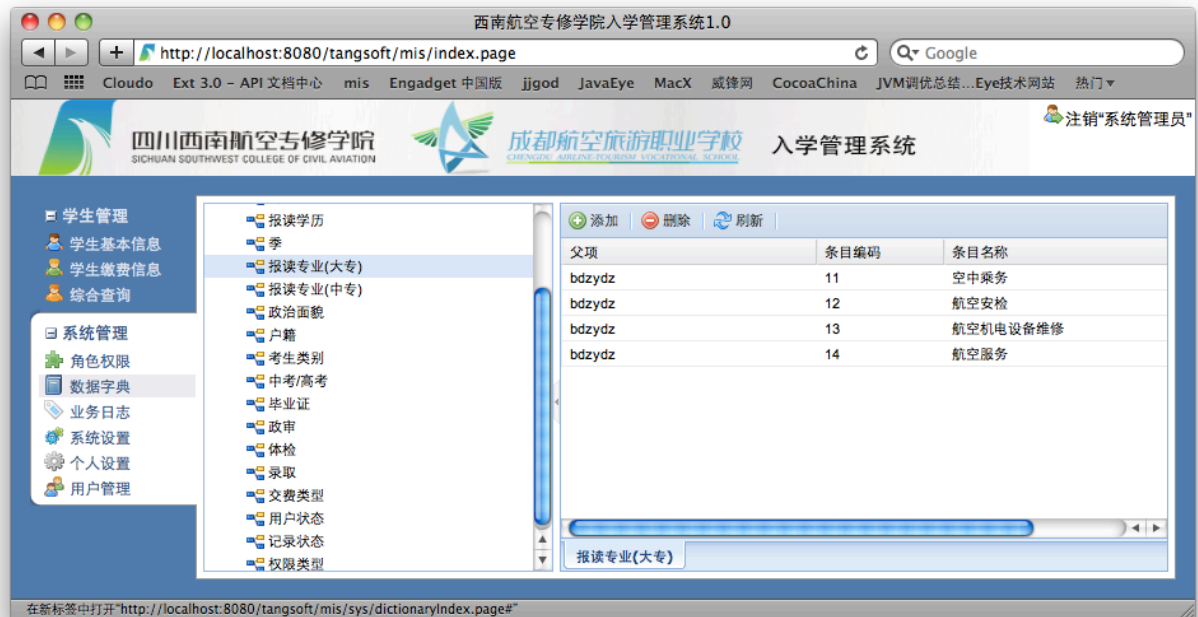 西南航空专修学院入学管理系统1.0
http://localhost:8080/tangsoft/mis/index.page
Google
Cloudo Ext 3.0 – API 文档中心 mis Engadget 中国版 jjgod JavaEye MacX 威锋网 CocoaChina JVM调优总结...Eye技术网站 热门
四川西南航空专修学院
SICHUAN SOUTHWEST COLLEGE OF CIVIL AVIATION
成都航空旅游职业学校
CHENGDU AIRLINE-TOURISM VOCATIONAL SCHOOL
入学管理系统
注销“系统管理员”
学生管理
学生基本信息
学生缴费信息
综合查询
系统管理
角色权限
数据字典
业务日志
系统设置
个人设置
用户管理
报读学历
季
报读专业(大专)
报读专业(中专)
政治面貌
户籍
考生类别
中考/高考
毕业证
政审
体检
录取
交费类型
用户状态
记录状态
权限类型
添加 删除 刷新
父项 条目编码 条目名称
bdzydz 11 空中乘务
bdzydz 12 航空安检
bdzydz 13 航空机电设备维修
bdzydz 14 航空服务
报读专业(大专)
在新标签中打开“http://localhost:8080/tangsoft/mis/sys/dictionaryIndex.page#”